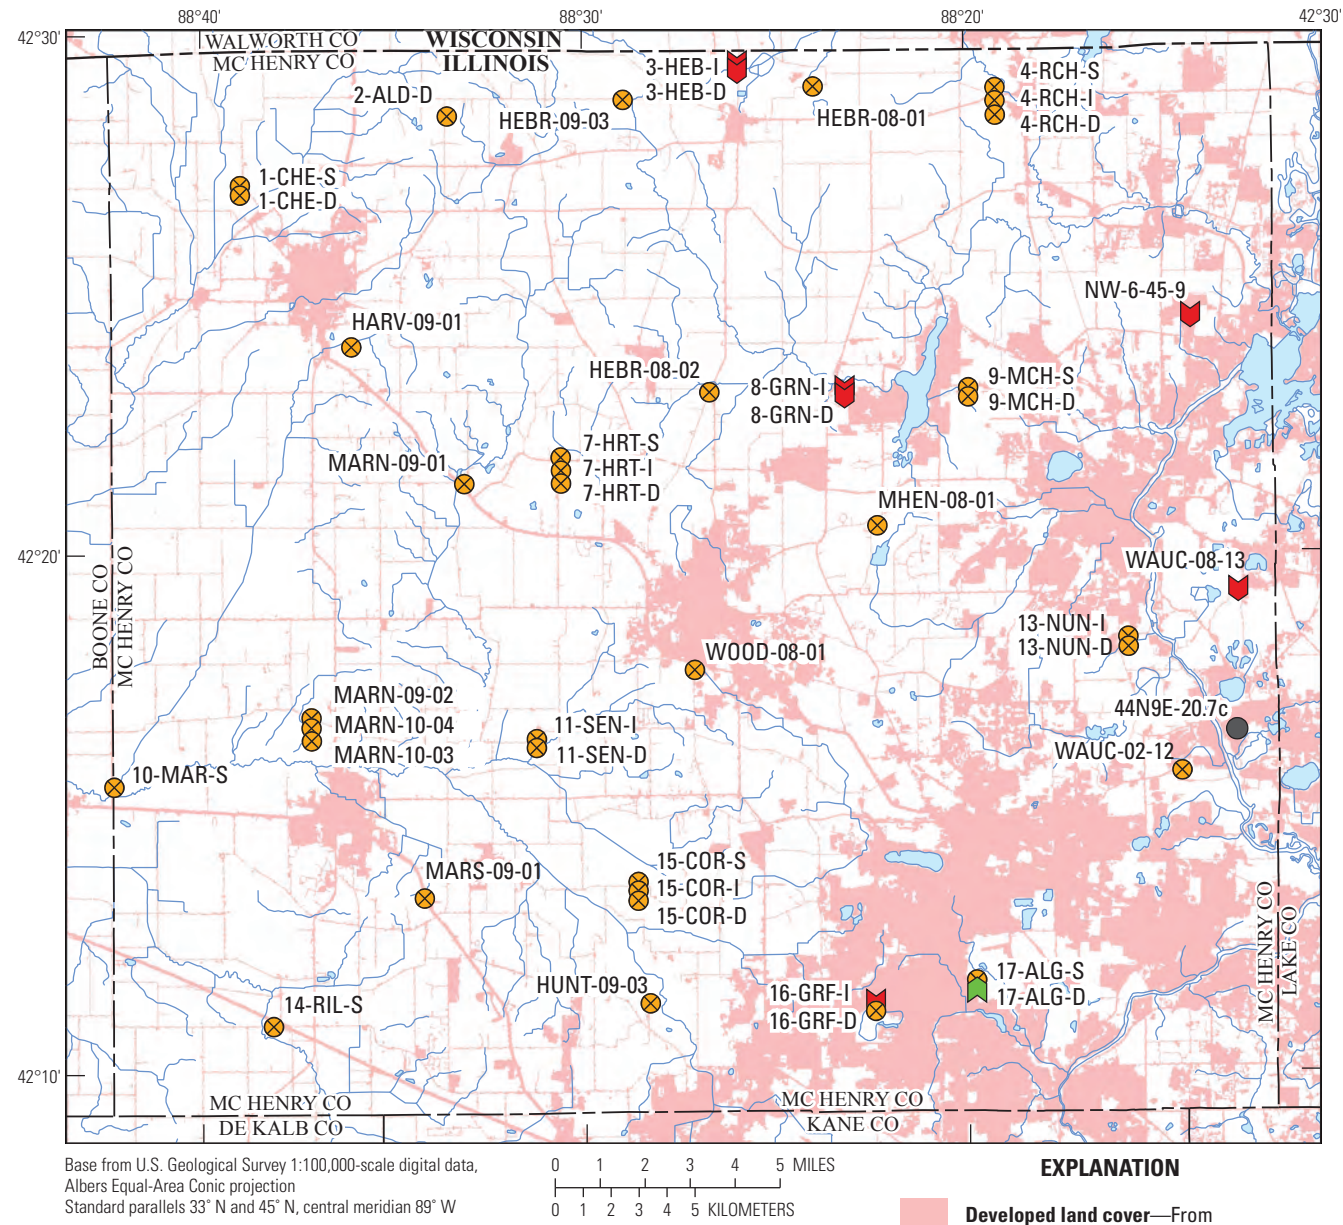 88°40'
88°30'
88°20'
42°30'
42°30'
WALWORTH CO
MC HENRY CO
WISCONSIN
ILLINOIS
3-HEB-I
3-HEB-D
4-RCH-S
4-RCH-I
4-RCH-D
2-ALD-D
HEBR-09-03
HEBR-08-01
1-CHE-S
1-CHE-D
NW-6-45-9
HARV-09-01
HEBR-08-02
8-GRN-I
8-GRN-D
9-MCH-S
9-MCH-D
7-HRT-S
7-HRT-I
7-HRT-D
MARN-09-01
MHEN-08-01
42°20'
BOONE CO
MC HENRY CO
WAUC-08-13
13-NUN-I
13-NUN-D
WOOD-08-01
MARN-09-02
MARN-10-04
MARN-10-03
11-SEN-I
11-SEN-D
44N9E-20.7c
WAUC-02-12
10-MAR-S
MARS-09-01
15-COR-S
15-COR-I
15-COR-D
MC HENRY CO
LAKE CO
HUNT-09-03
16-GRF-I
16-GRF-D
17-ALG-S
17-ALG-D
14-RIL-S
42°10'
MC HENRY CO
DE KALB CO
MC HENRY CO
KANE CO
Base from U.S. Geological Survey 1:100,000-scale digital data,
Albers Equal-Area Conic projection
Standard parallels 33° N and 45° N, central meridian 89° W
0 1 2 3 4 5 MILES
0 1 2 3 4 5 KILOMETERS
EXPLANATION
Developed land cover—From